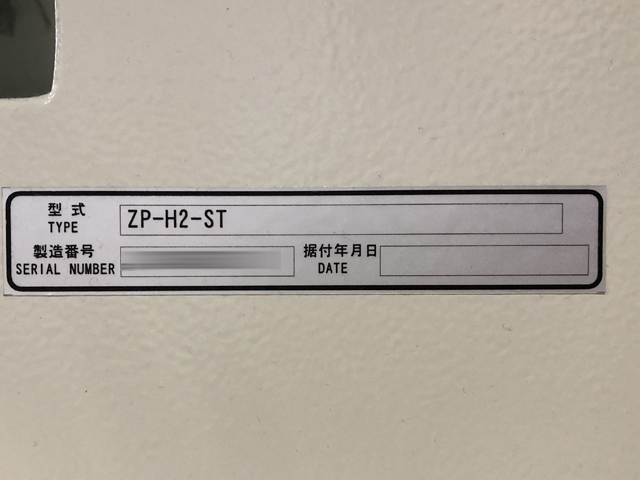 型式 ZP-H2-ST
TYPE
製造番号 据付年月日
SERIAL NUMBER DATE